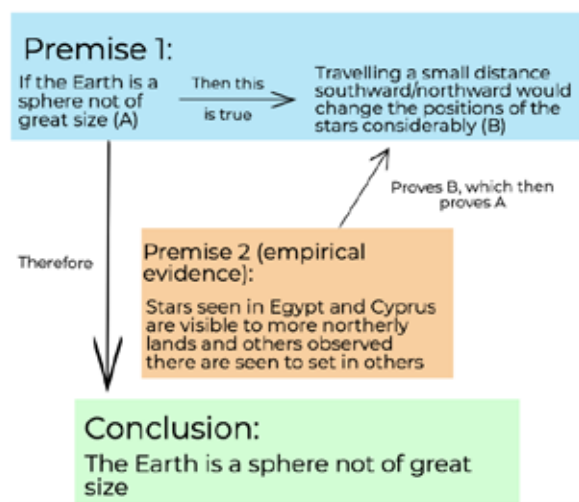 Premise 1:
If the Earth is a
sphere not of
great size (A)
Then this
is true
Travelling a small distance
southward/northward would
change the positions of the
stars considerably (B)
Proves B, which then
proves A
Therefore
Premise 2 (empirical
evidence):
Stars seen in Egypt and Cyprus
are visible to more northerly
lands and others observed
there are seen to set in others
Conclusion:
The Earth is a sphere not of great
size